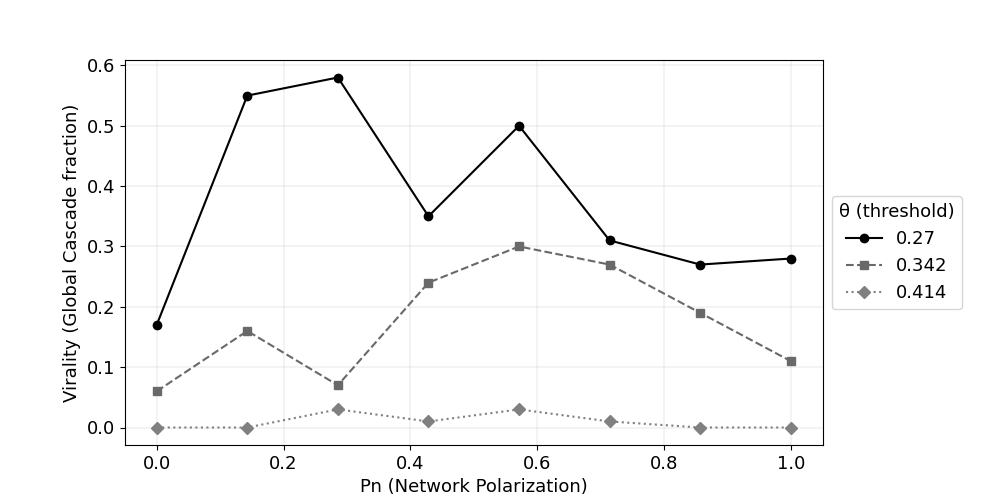 0.6
0.5
0.4
0.3
0.2
0.1
0.0
Virality (Global Cascade fraction)
0.0 0.2 0.4 0.6 0.8 1.0
Pn (Network Polarization)
θ (threshold)
0.27
0.342
0.414